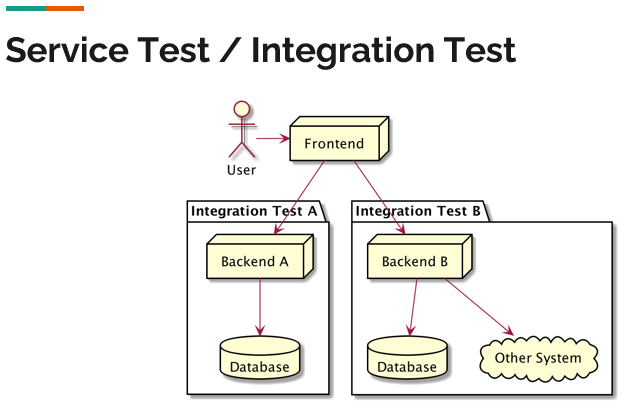 Service Test / Integration Test
User
Frontend
Integration Test A
Integration Test B
Backend A
Backend B
Database
Database
Other System